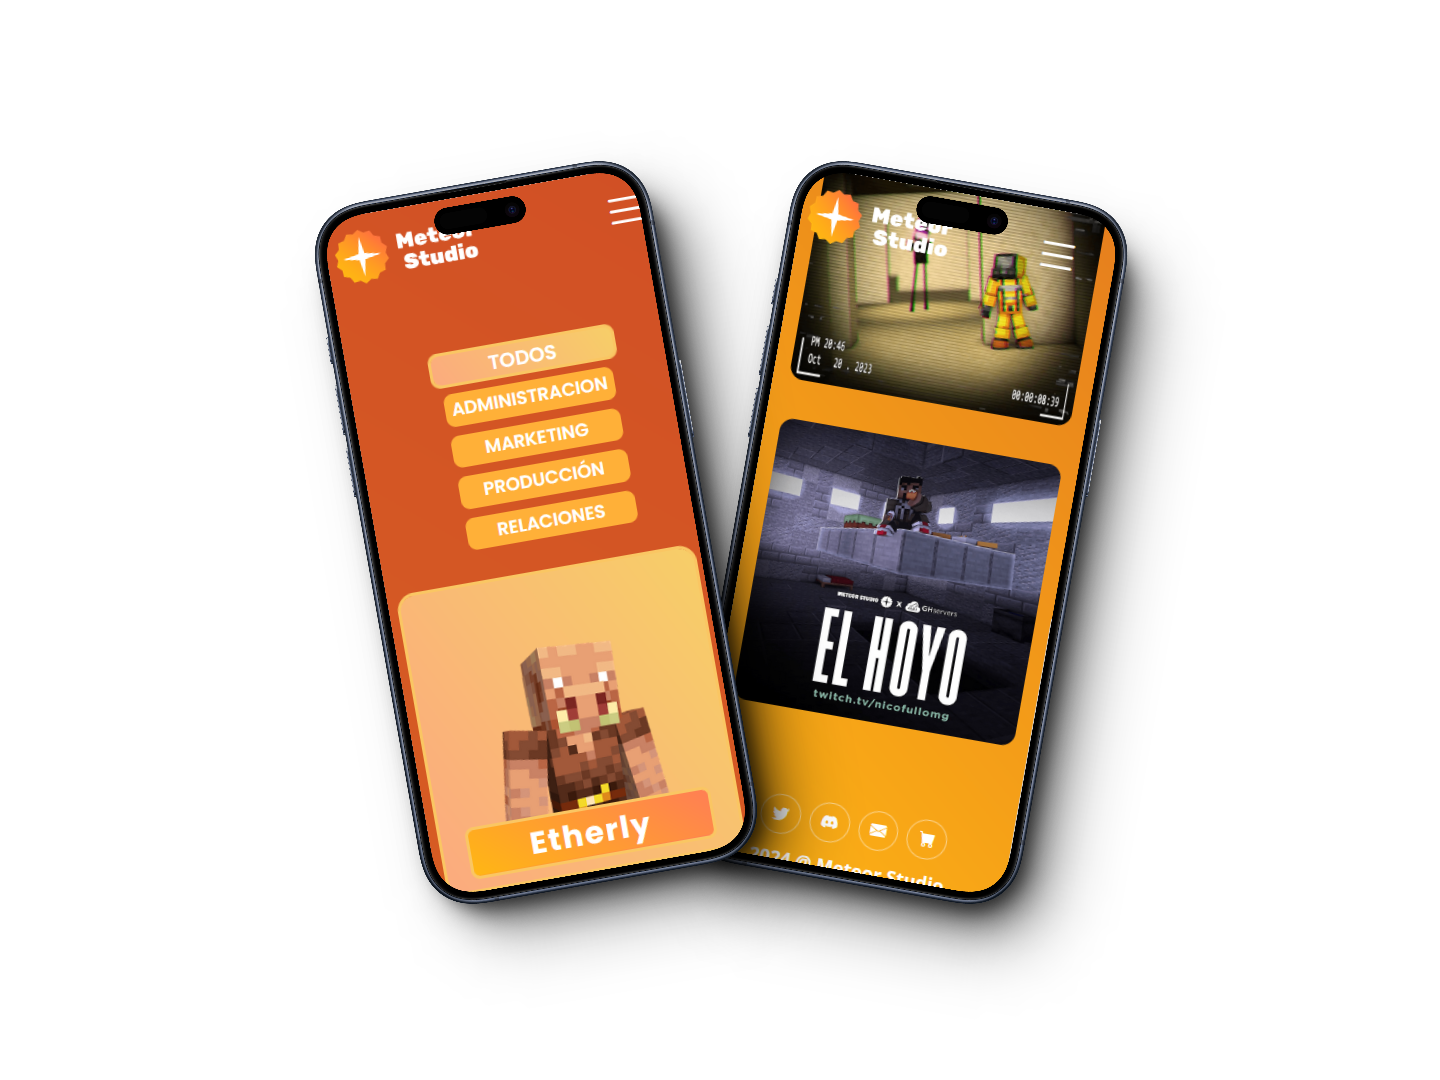 Meteor
Studio
TODOS
ADMINISTRACION
MARKETING
PRODUCCIÓN
RELACIONES
Etherly
Meteor
Studio
PM 20:46
Oct 20 . 2023
00:00:08:39
METEOR STUDIO X GHservers
EL HOYO
twitch.tv/nicofullomg
2024 @ Meteor Studio